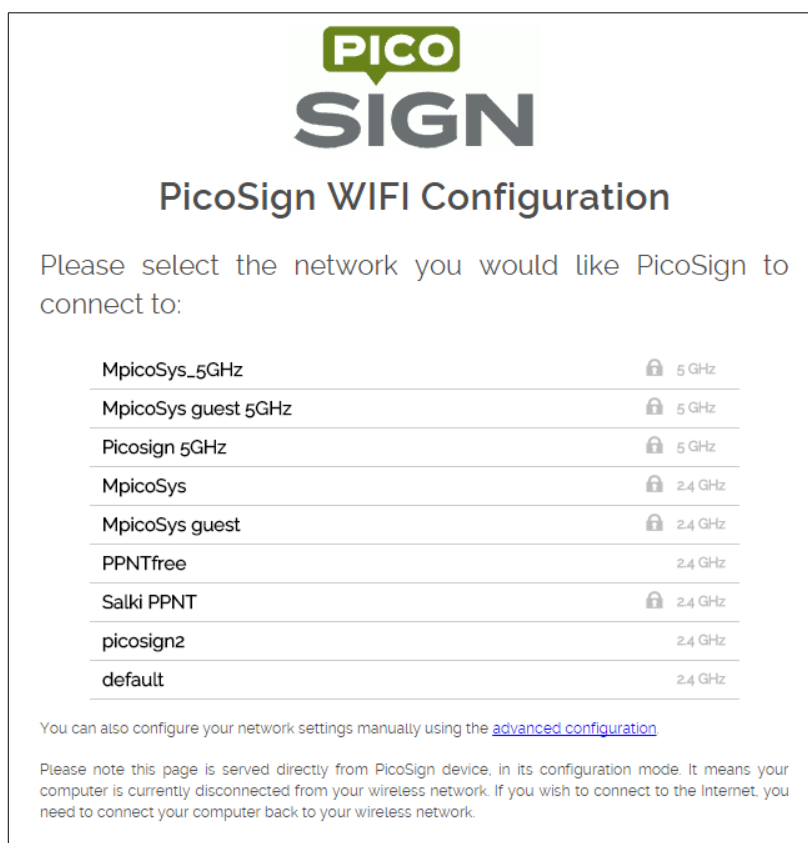 PICO
SIGN
PicoSign WIFI Configuration
Please select the network you would like PicoSign to
connect to:
MpicoSys_5GHz 5 GHz
MpicoSys guest 5GHz 5 GHz
Picosign 5GHz 5 GHz
MpicoSys 2.4 GHz
MpicoSys guest 2.4 GHz
PPNTfree 2.4 GHz
Salki PPNT 2.4 GHz
picosign2 2.4 GHz
default 2.4 GHz
You can also configure your network settings manually using the advanced configuration.
Please note this page is served directly from PicoSign device, in its configuration mode. It means your
computer is currently disconnected from your wireless network. If you wish to connect to the Internet, you
need to connect your computer back to your wireless network.